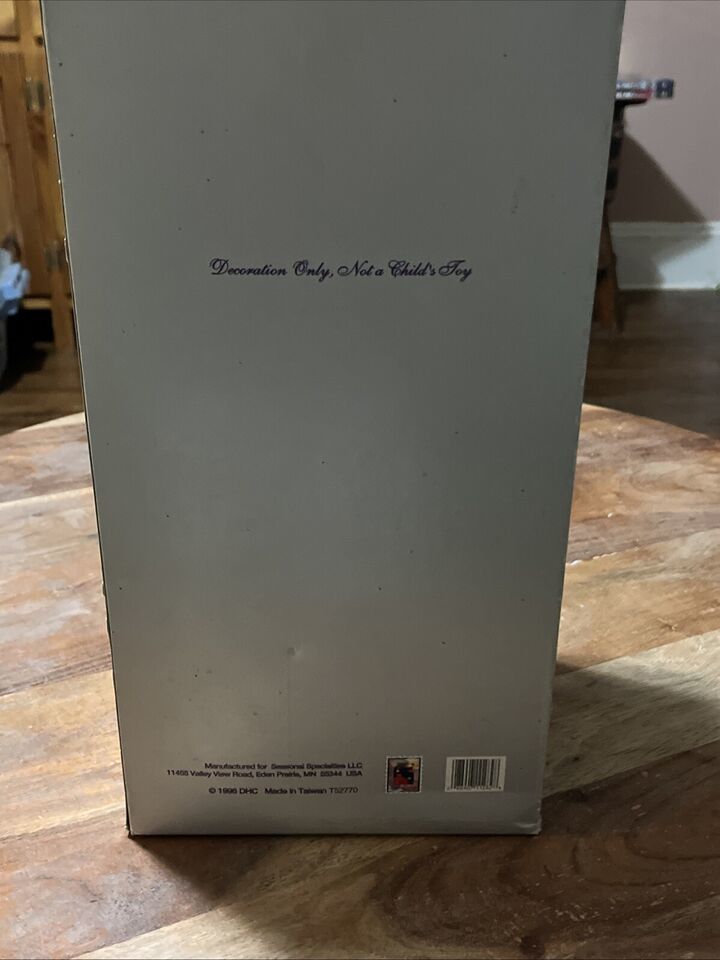 Decoration Only, Not a Child's Toy
Manufactured for Seasonal Specialties LLC
11455 Valley View Road, Eden Prairie, MN 55344 USA
© 1998 DHC Made in Taiwan T52770